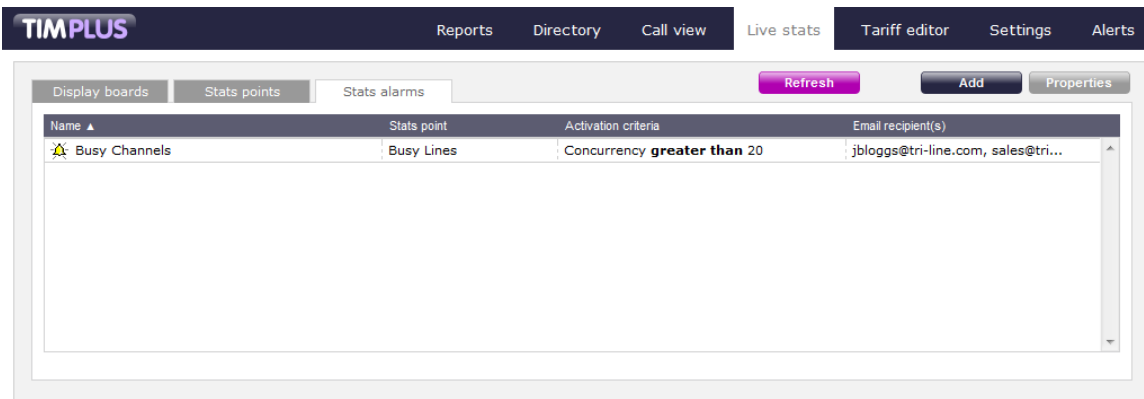 TIMPLUS Reports Directory Call view Live stats Tariff editor Settings Alerts
Display boards Stats points Stats alarms Refresh Add Properties
Name ▲ Stats point Activation criteria Email recipient(s)
Busy Channels Busy Lines Concurrency greater than 20 jbloggs@tri-line.com, sales@tri...